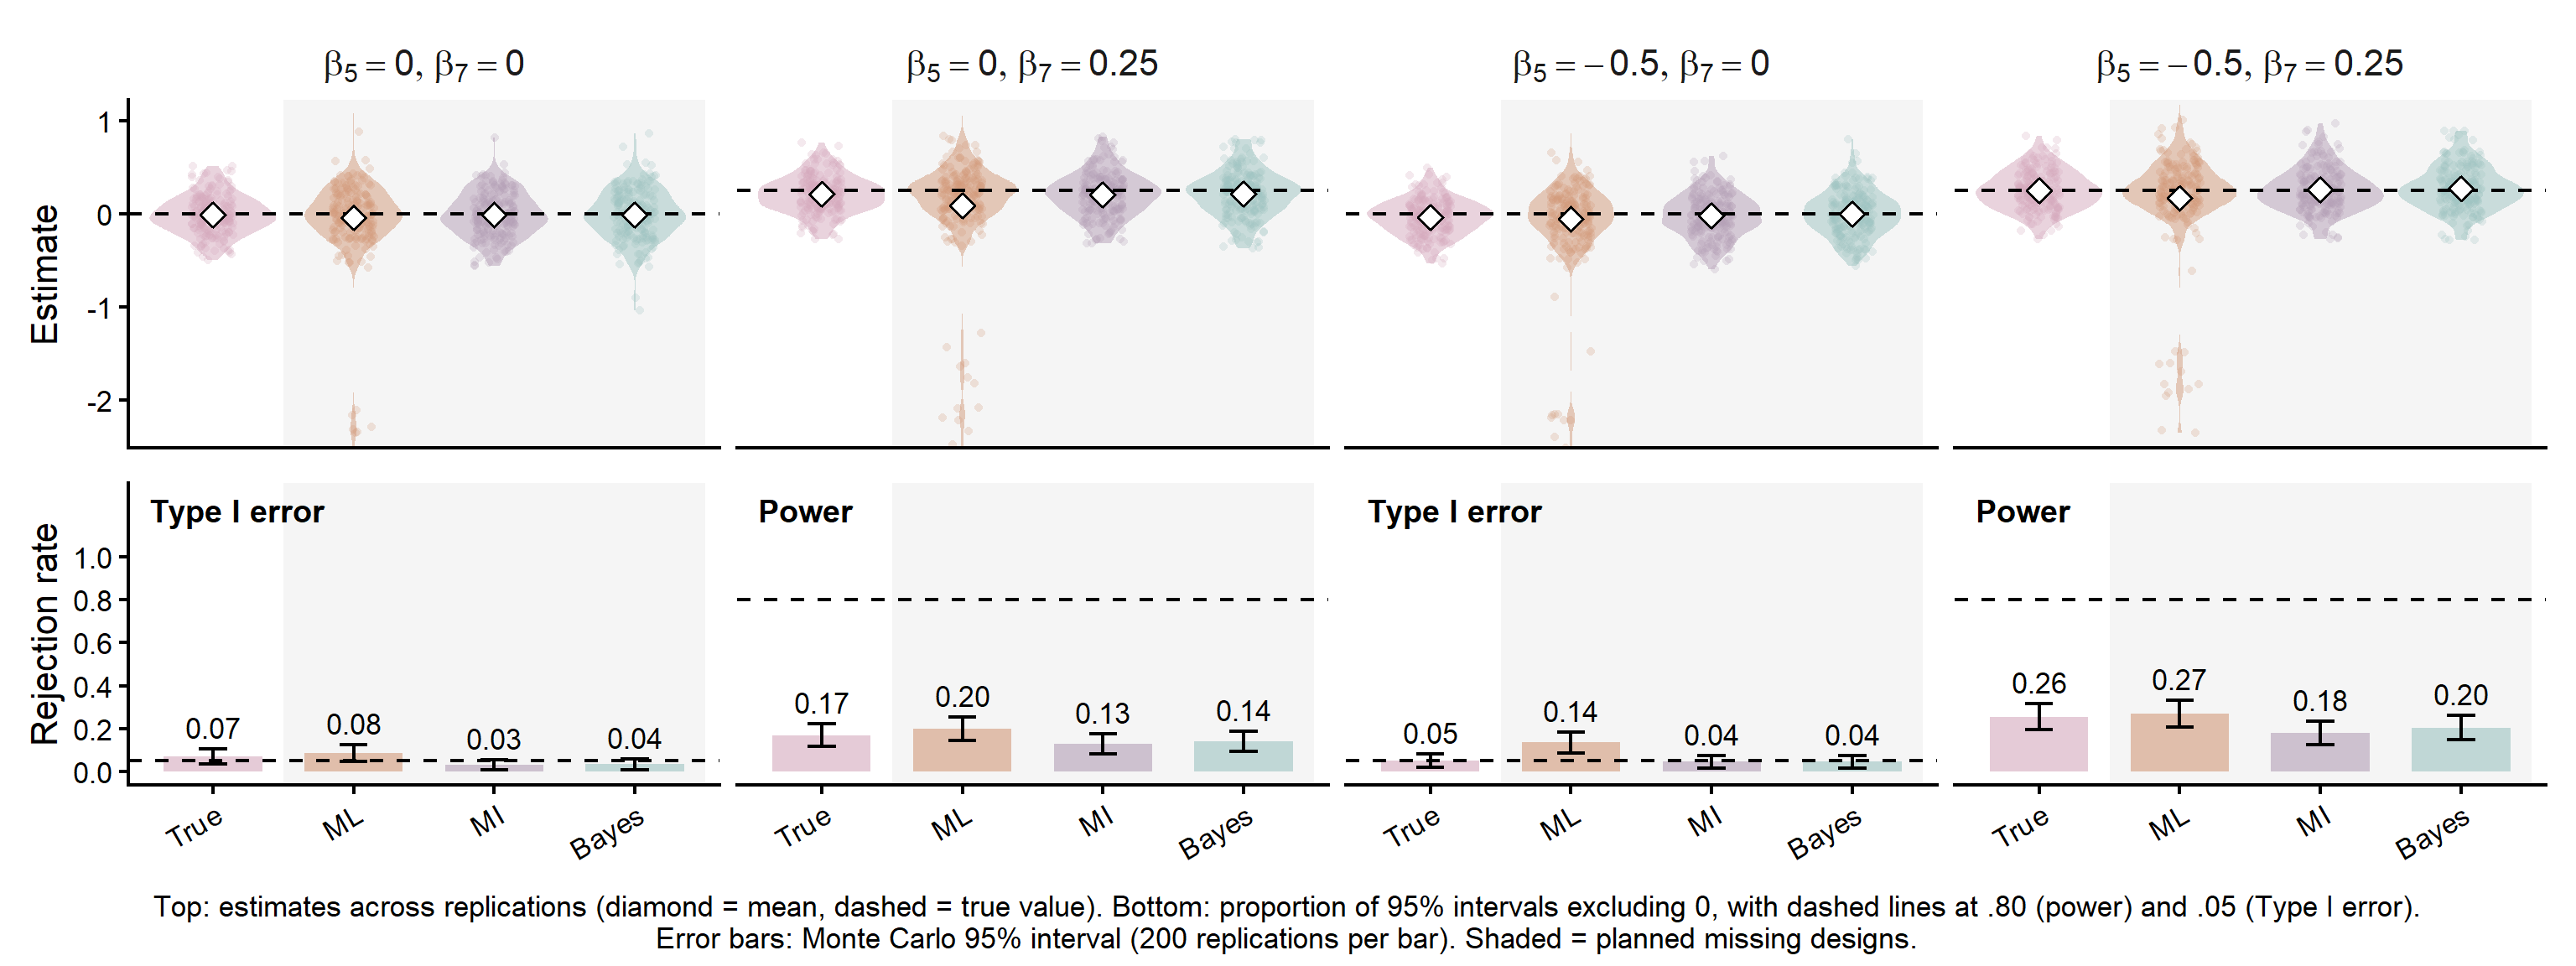 β₅ = 0, β₇ = 0
β₅ = 0, β₇ = 0.25
β₅ = − 0.5, β₇ = 0
β₅ = − 0.5, β₇ = 0.25
Estimate
1
0
-1
-2
Rejection rate
1.0
0.8
0.6
0.4
0.2
0.0
Type I error
0.07
0.08
0.03
0.04
Power
0.17
0.20
0.13
0.14
Type I error
0.05
0.14
0.04
0.04
Power
0.26
0.27
0.18
0.20
True
ML
MI
Bayes
True
ML
MI
Bayes
True
ML
MI
Bayes
True
ML
MI
Bayes
Top: estimates across replications (diamond = mean, dashed = true value). Bottom: proportion of 95% intervals excluding 0, with dashed lines at .80 (power) and .05 (Type I error).
Error bars: Monte Carlo 95% interval (200 replications per bar). Shaded = planned missing designs.